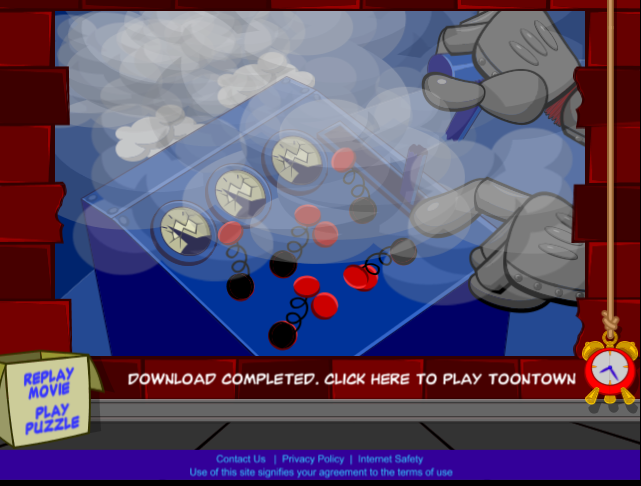 DOWNLOAD COMPLETED. CLICK HERE TO PLAY TOONTOWN
REPLAY
MOVIE
PLAY
PUZZLE
Contact Us | Privacy Policy | Internet Safety
Use of this site signifies your agreement to the terms of use